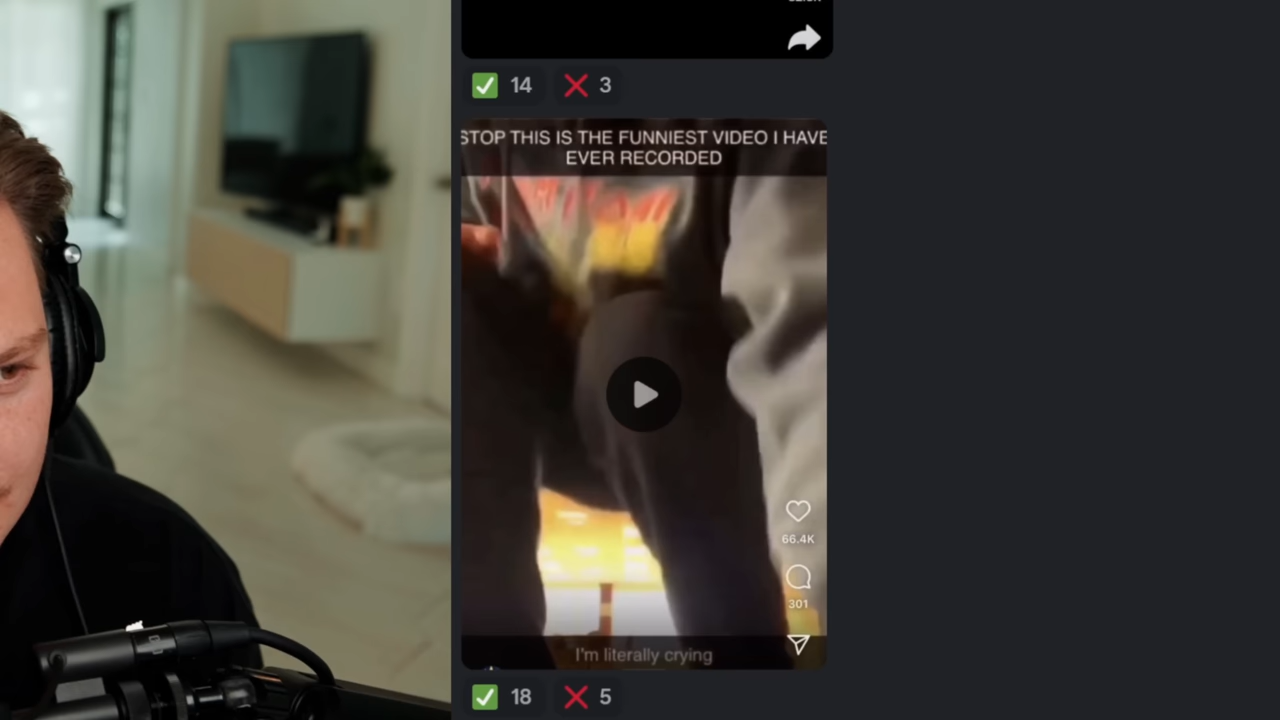 14 3
STOP THIS IS THE FUNNIEST VIDEO I HAVE
EVER RECORDED
66.4K
301
I'm literally crying
18 5